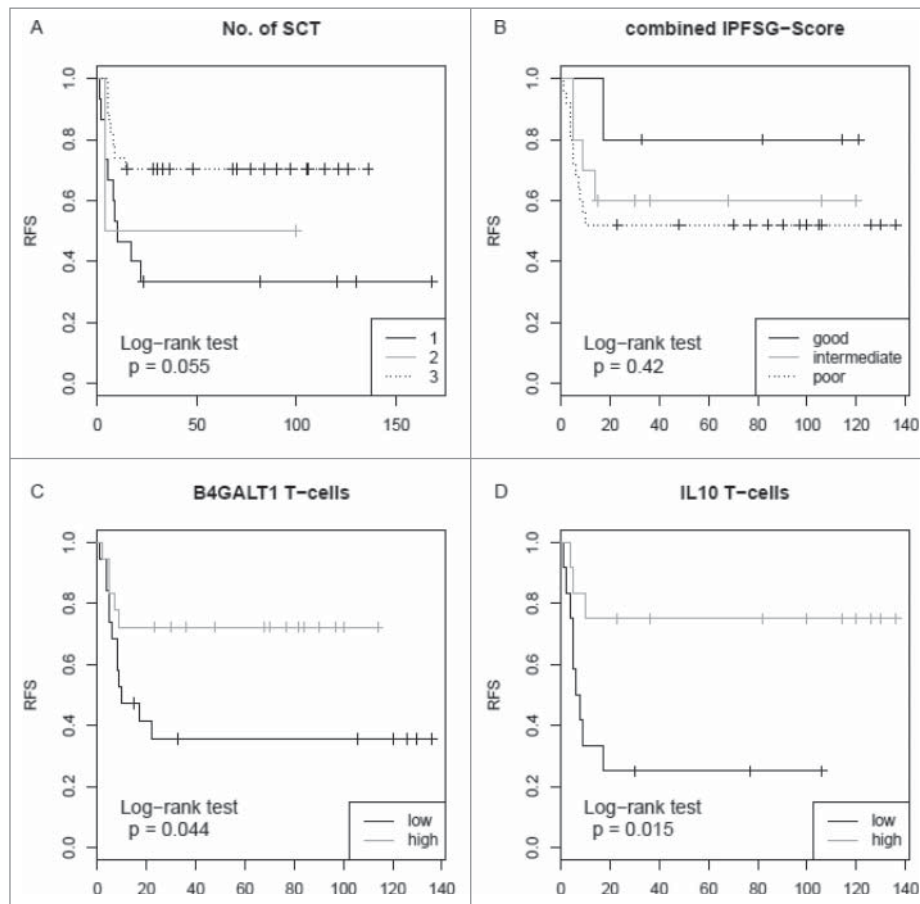 A
No. of SCT
RFS
1.0
0.8
0.6
0.4
0.2
0.0
Log−rank test
p = 0.055
1
2
3
0 50 100 150
B
combined IPFSG−Score
RFS
1.0
0.8
0.6
0.4
0.2
0.0
Log−rank test
p = 0.42
good
intermediate
poor
0 20 40 60 80 100 120 140
C
B4GALT1 T−cells
RFS
1.0
0.8
0.6
0.4
0.2
0.0
Log−rank test
p = 0.044
low
high
0 20 40 60 80 100 120 140
D
IL10 T−cells
RFS
1.0
0.8
0.6
0.4
0.2
0.0
Log−rank test
p = 0.015
low
high
0 20 40 60 80 100 120 140